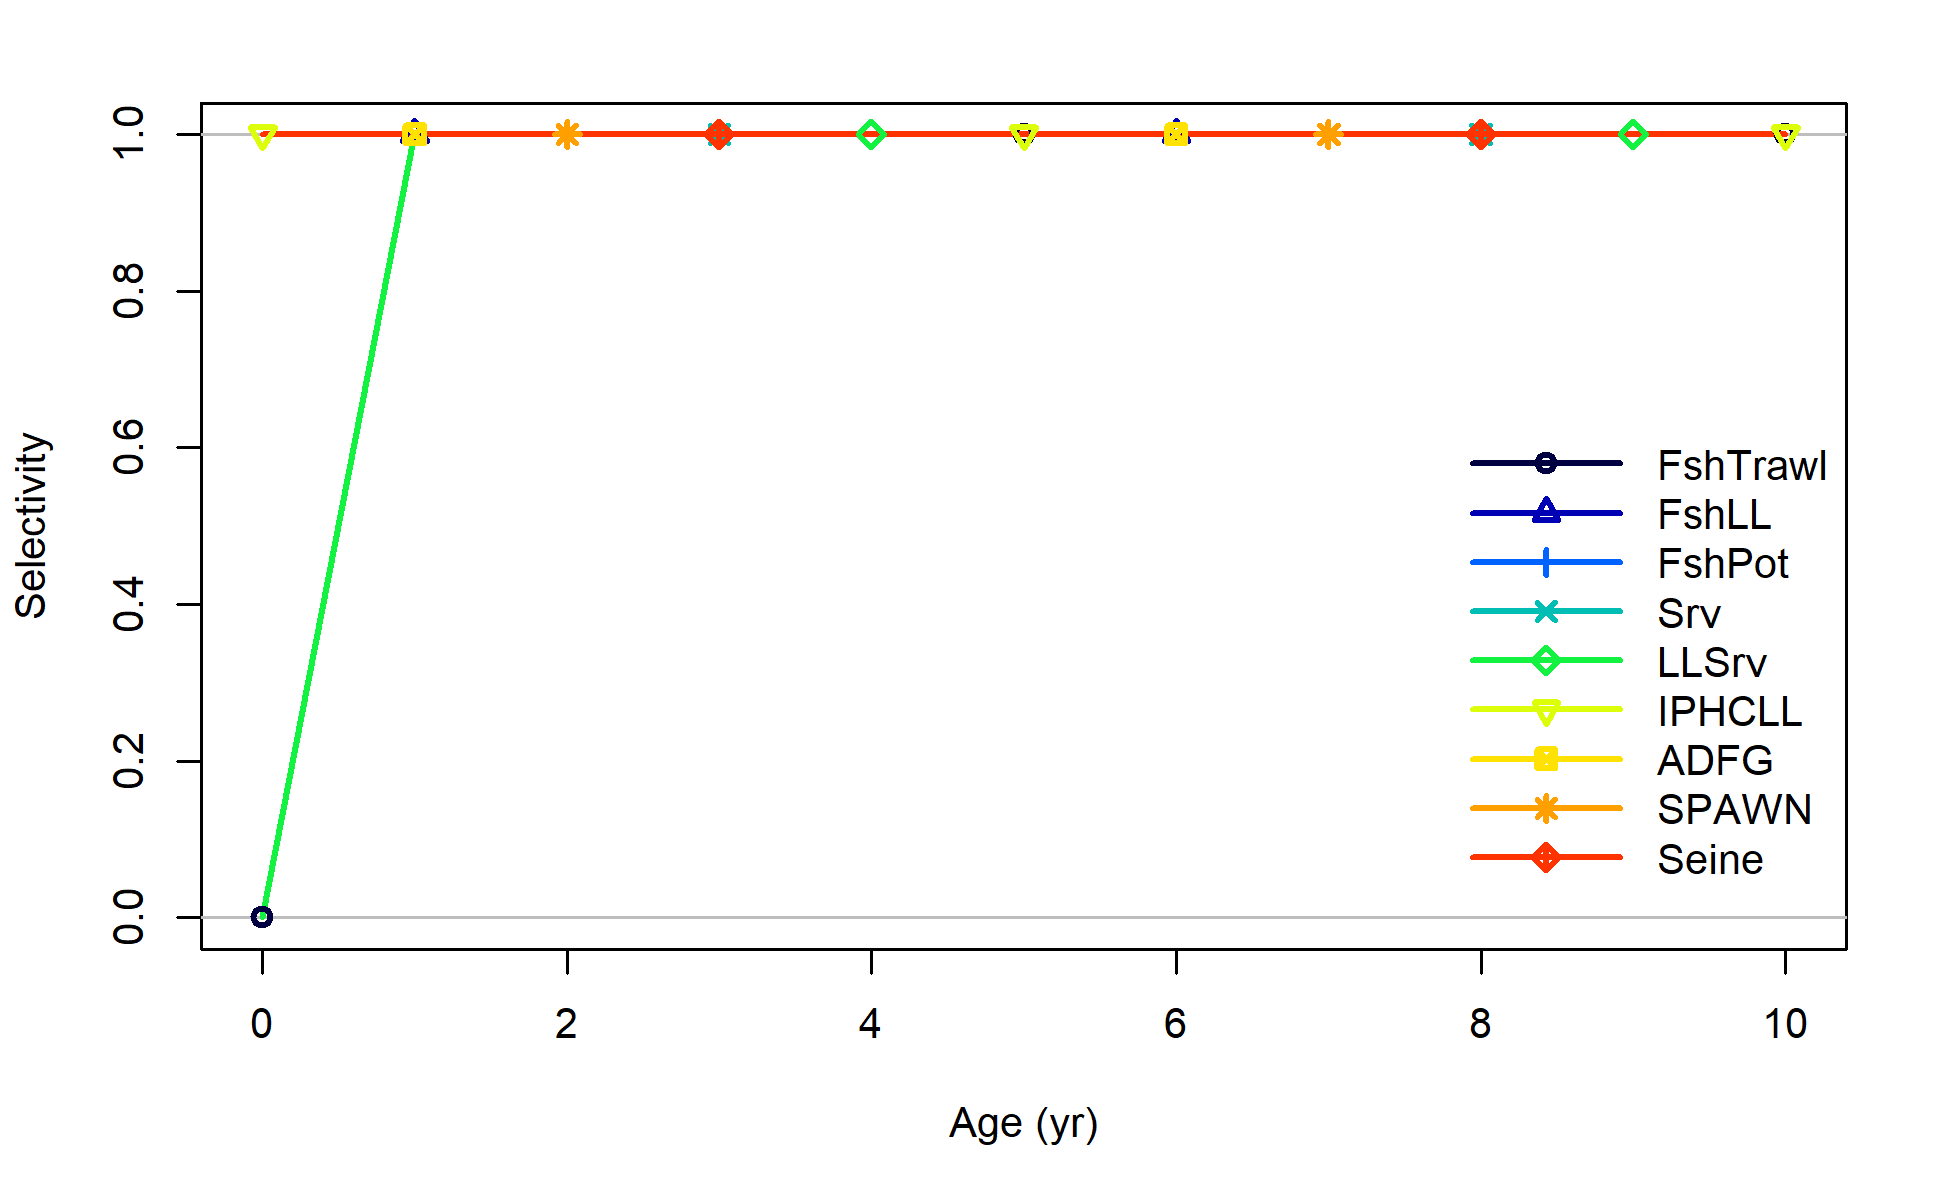 Selectivity
1.0
0.8
0.6
0.4
0.2
0.0
FshTrawl
FshLL
FshPot
Srv
LLSrv
IPHCLL
ADFG
SPAWN
Seine
0 2 4 6 8 10
Age (yr)